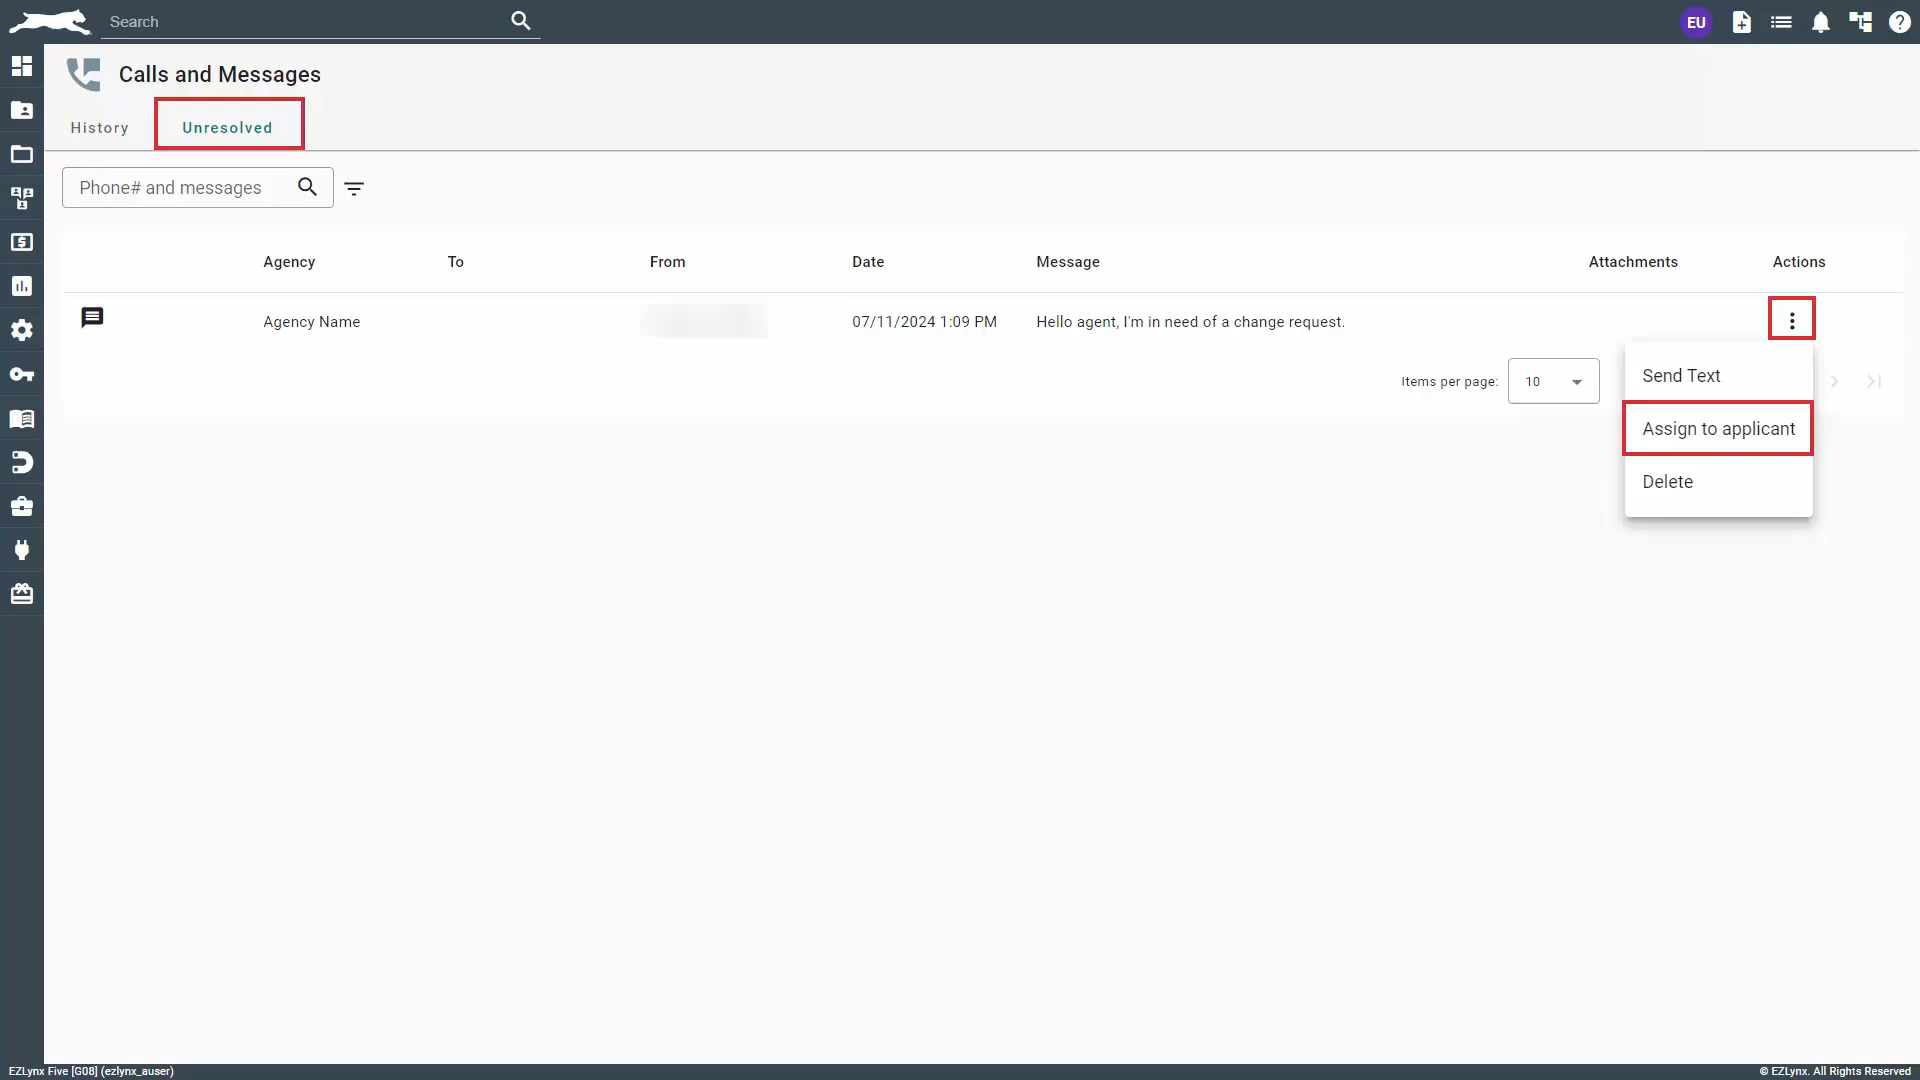 Search
EU
Calls and Messages
History
Unresolved
Phone# and messages
Agency To From Date Message Attachments Actions
Agency Name 07/11/2024 1:09 PM Hello agent, I'm in need of a change request.
Items per page: 10
Send Text
Assign to applicant
Delete
EZLynx Five [G08] (ezlynx_auser)
© EZLynx. All Rights Reserved